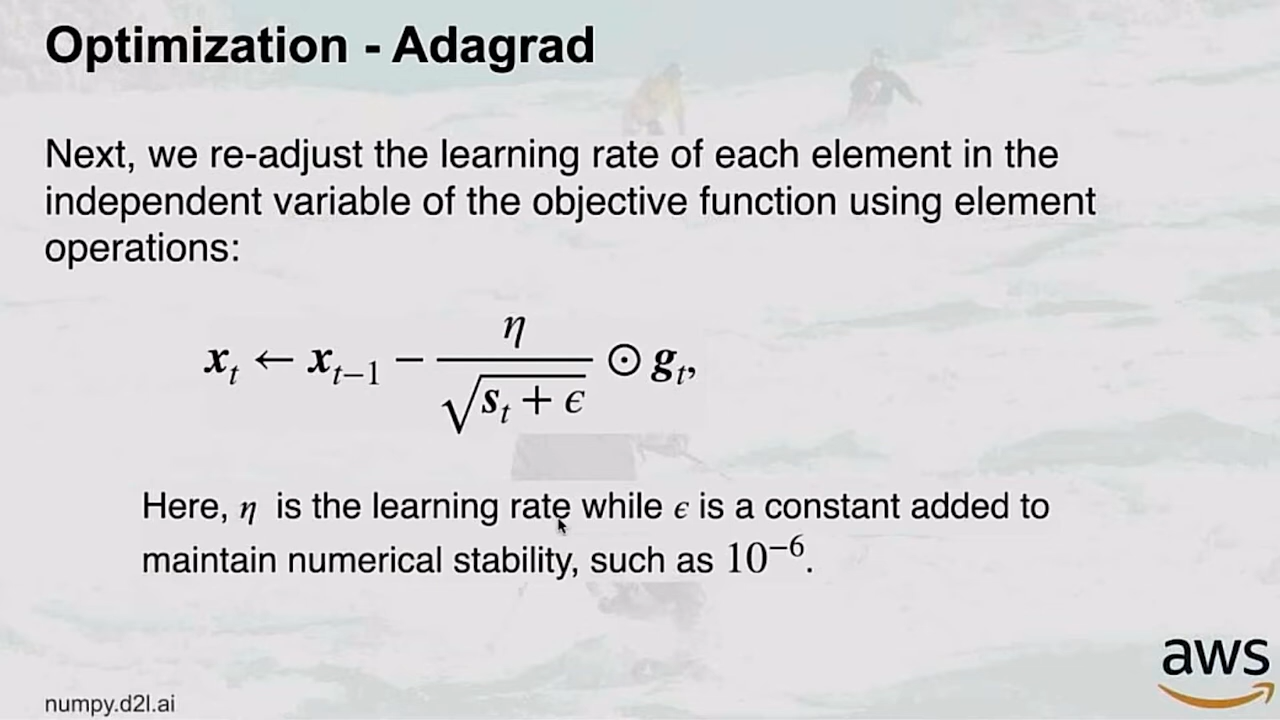 Optimization - Adagrad
Next, we re-adjust the learning rate of each element in the
independent variable of the objective function using element
operations:
x_t ← x_{t−1} − η / √(s_t + ϵ) ⊙ g_t,
Here, η is the learning rate while ϵ is a constant added to
maintain numerical stability, such as 10⁻⁶.
aws
numpy.d2l.ai